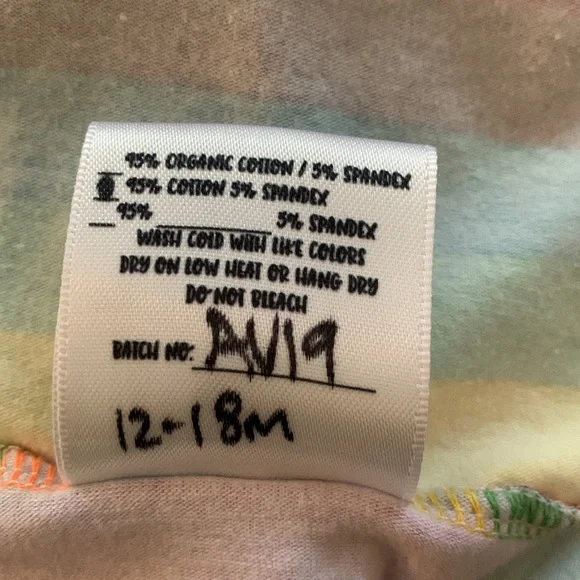 95% ORGANIC COTTON / 5% SPANDEX
95% COTTON 5% SPANDEX
95% __________ 5% SPANDEX
WASH COLD WITH LIKE COLORS
DRY ON LOW HEAT OR HANG DRY
DO NOT BLEACH
BATCH NO: AV19
12-18M